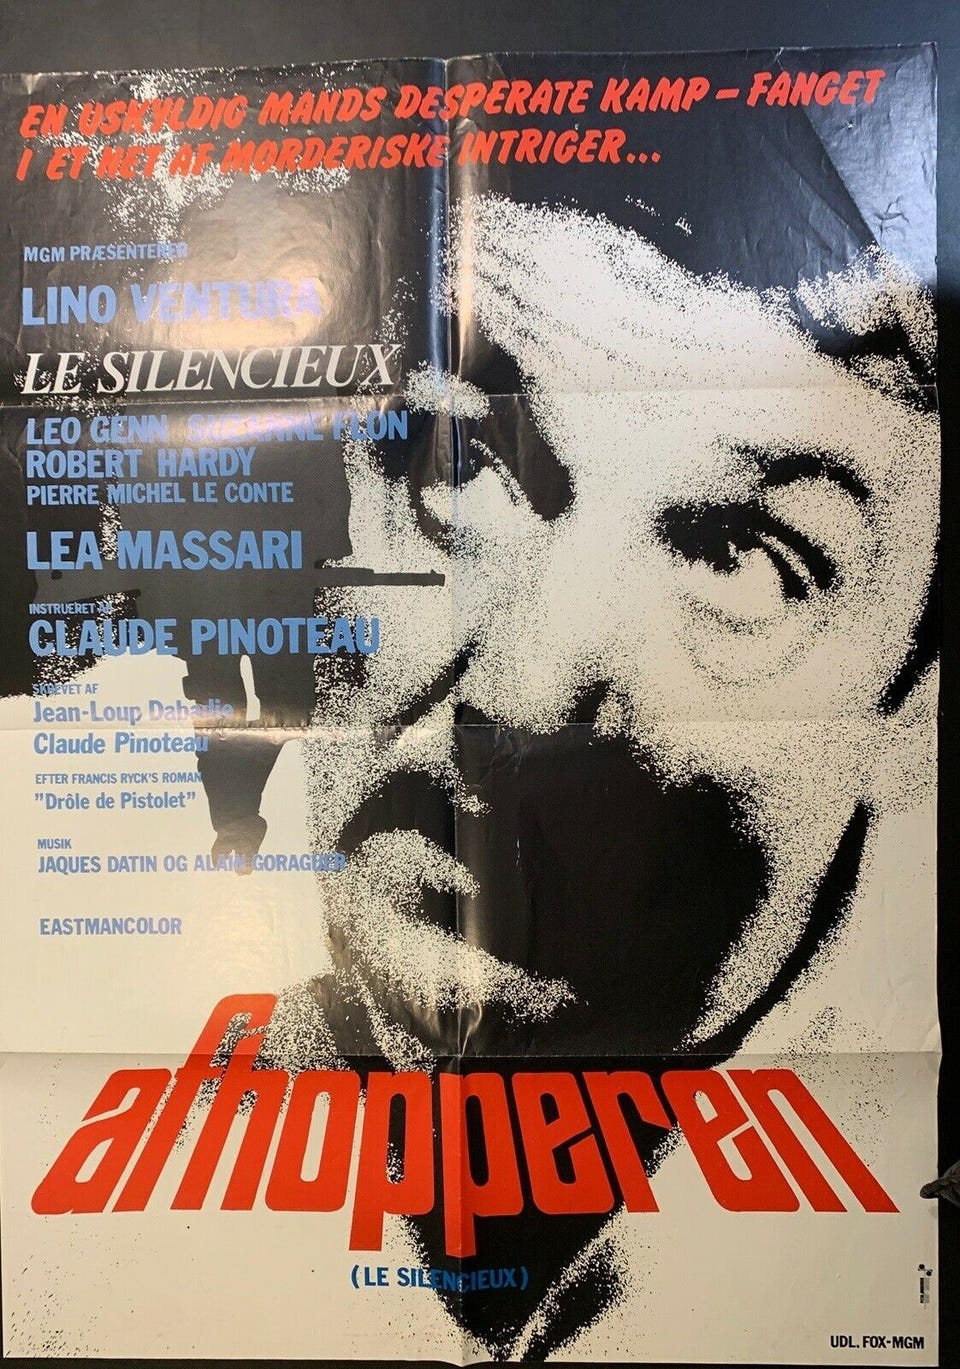 EN USKYLDIG MANDS DESPERATE KAMP – FANGET
I ET NET AF MORDERISKE INTRIGER...
MGM PRÆSENTERER
LINO VENTURA
LE SILENCIEUX
LEO GENN SUZANNE FLON
ROBERT HARDY
PIERRE MICHEL LE CONTE
LEA MASSARI
INSTRUERET AF
CLAUDE PINOTEAU
SKREVET AF
Jean-Loup Dabadie
Claude Pinoteau
EFTER FRANCIS RYCK'S ROMAN
"Drôle de Pistolet"
MUSIK
JAQUES DATIN OG ALAIN GORAGUER
EASTMANCOLOR
afhopperen
(LE SILENCIEUX)
UDL. FOX-MGM